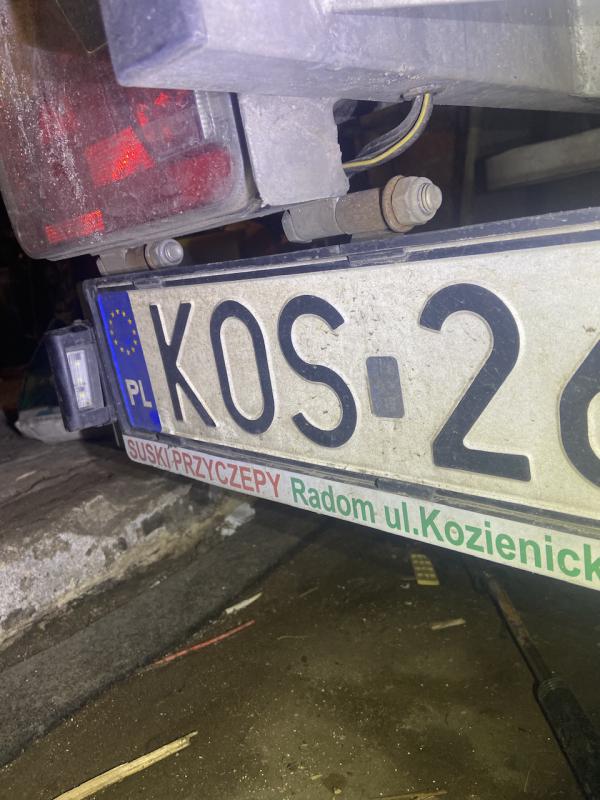 PL
KOS 26
SUSKI PRZYCZEPY Radom ul.Kozienick